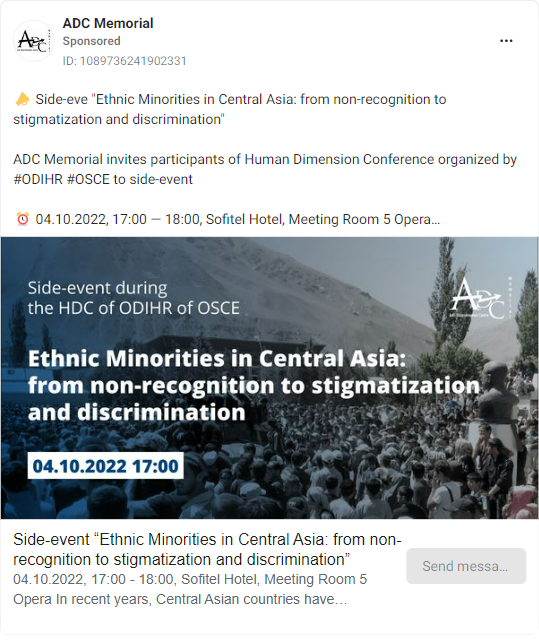 ADC Memorial
Sponsored
ID: 1089736241902331
📣 Side-eve "Ethnic Minorities in Central Asia: from non-recognition to
stigmatization and discrimination"
ADC Memorial invites participants of Human Dimension Conference organized by
#ODIHR #OSCE to side-event
⏰ 04.10.2022, 17:00 — 18:00, Sofitel Hotel, Meeting Room 5 Opera...
Side-event during
the HDC of ODIHR of OSCE
ADC
Ethnic Minorities in Central Asia:
from non-recognition to stigmatization
and discrimination
04.10.2022 17:00
Side-event “Ethnic Minorities in Central Asia: from non-
recognition to stigmatization and discrimination”
04.10.2022, 17:00 - 18:00, Sofitel Hotel, Meeting Room 5
Opera In recent years, Central Asian countries have…
Send messa...